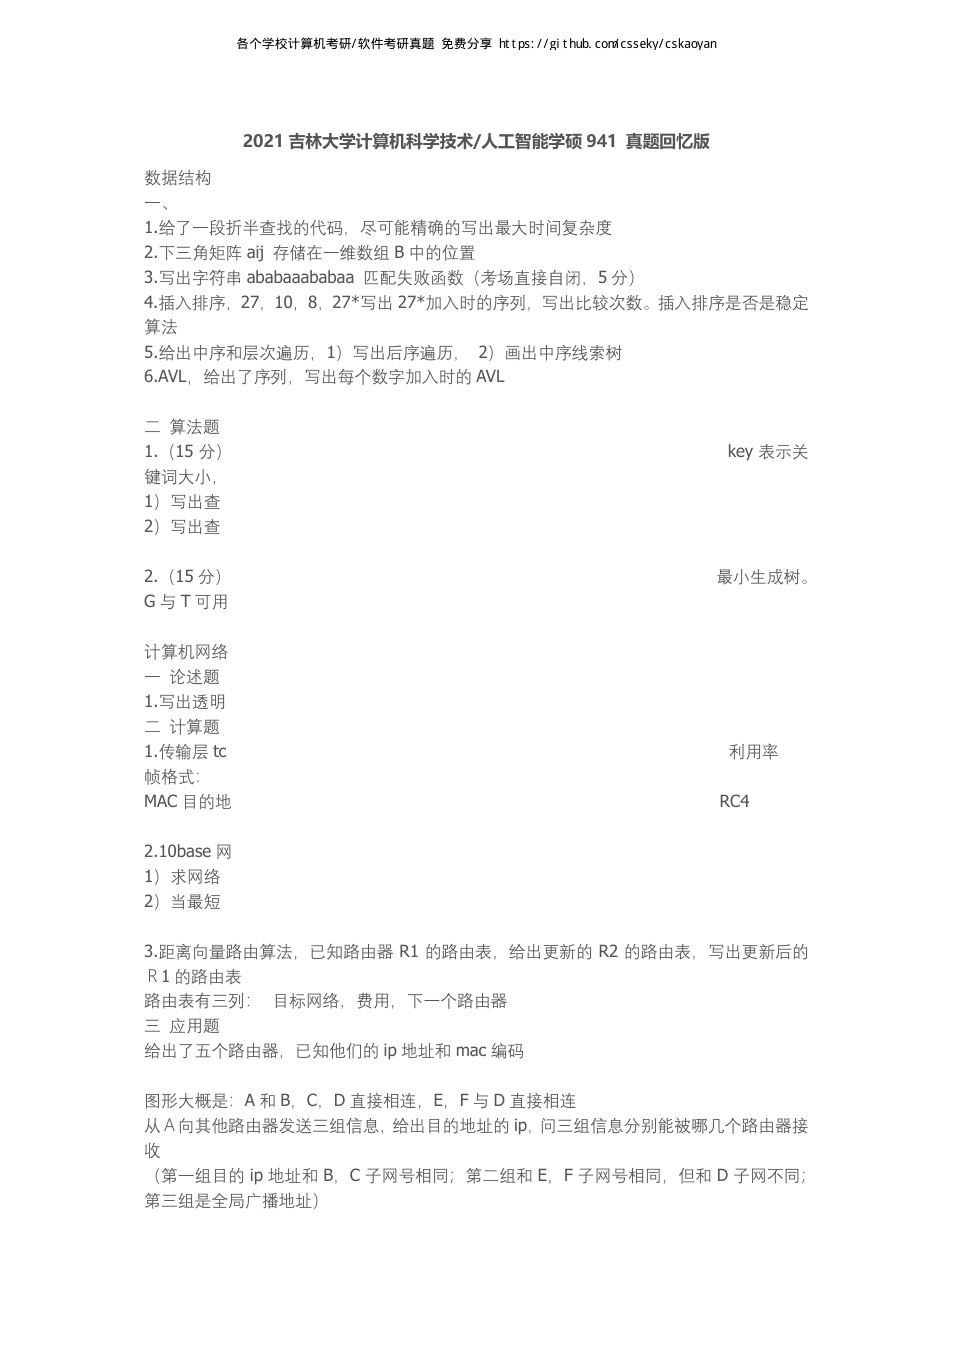 各个学校计算机考研/软件考研真题 免费分享 https://github.com/csseky/cskaoyan
2021 吉林大学计算机科学技术/人工智能学硕 941 真题回忆版
数据结构
一、
1.给了一段折半查找的代码，尽可能精确的写出最大时间复杂度
2.下三角矩阵 aij 存储在一维数组 B 中的位置
3.写出字符串 ababaaababaa 匹配失败函数（考场直接自闭，5 分）
4.插入排序，27，10，8，27*写出 27*加入时的序列，写出比较次数。插入排序是否是稳定
算法
5.给出中序和层次遍历，1）写出后序遍历， 2）画出中序线索树
6.AVL，给出了序列，写出每个数字加入时的 AVL
二 算法题
1.（15 分） key 表示关
键词大小，
1）写出查
2）写出查
2.（15 分） 最小生成树。
G 与 T 可用
计算机网络
一 论述题
1.写出透明
二 计算题
1.传输层 tc 利用率
帧格式：
MAC 目的地 RC4
2.10base 网
1）求网络
2）当最短
3.距离向量路由算法，已知路由器 R1 的路由表，给出更新的 R2 的路由表，写出更新后的
R1 的路由表
路由表有三列： 目标网络，费用，下一个路由器
三 应用题
给出了五个路由器，已知他们的 ip 地址和 mac 编码
图形大概是：A 和 B，C，D 直接相连，E，F 与 D 直接相连
从 A 向其他路由器发送三组信息，给出目的地址的 ip，问三组信息分别能被哪几个路由器接
收
（第一组目的 ip 地址和 B，C 子网号相同；第二组和 E，F 子网号相同，但和 D 子网不同；
第三组是全局广播地址）